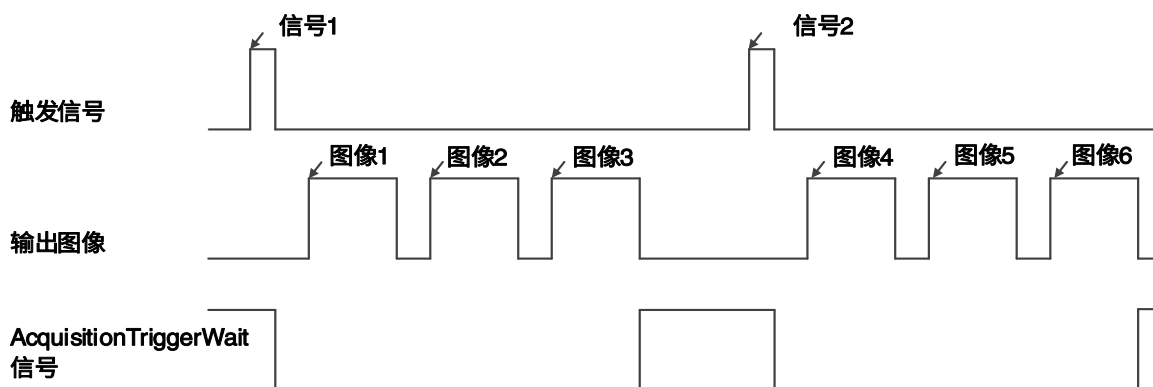 信号1
信号2
触发信号
图像1
图像2
图像3
图像4
图像5
图像6
输出图像
AcquisitionTriggerWait
信号